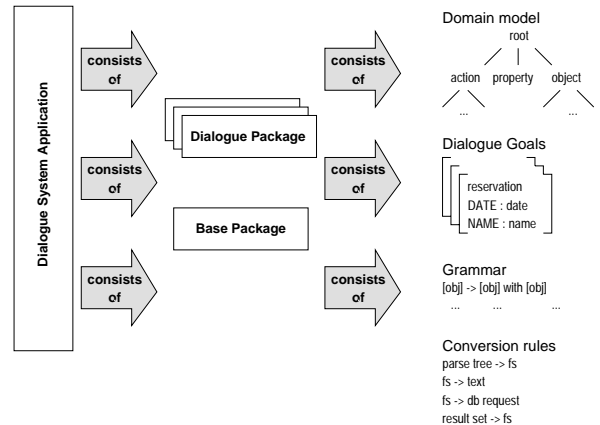 Dialogue System Application
consists
of
consists
of
consists
of
Dialogue Package
Base Package
consists
of
consists
of
consists
of
Domain model
root
action property object
... ...
Dialogue Goals
reservation
DATE : date
NAME : name
Grammar
[obj] -> [obj] with [obj]
... ... ...
Conversion rules
parse tree -> fs
fs -> text
fs -> db request
result set -> fs